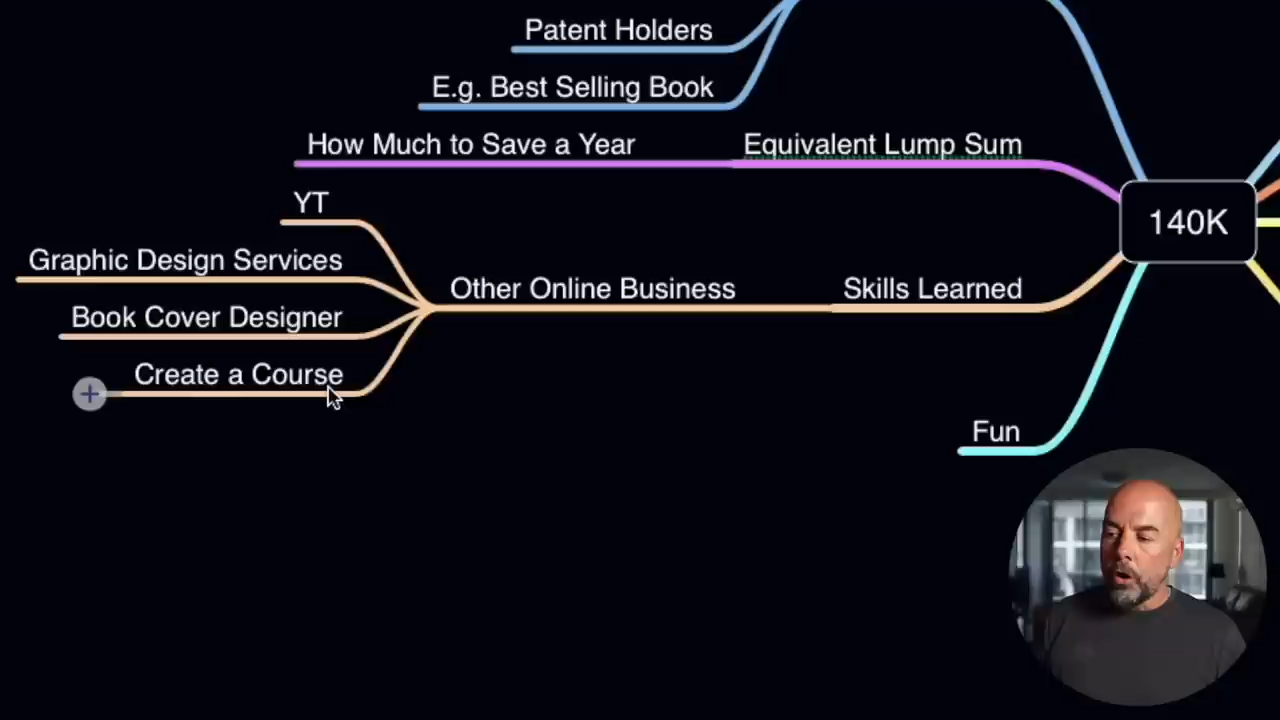 Patent Holders
E.g. Best Selling Book
How Much to Save a Year
Equivalent Lump Sum
YT
140K
Graphic Design Services
Other Online Business
Skills Learned
Book Cover Designer
Create a Course
Fun